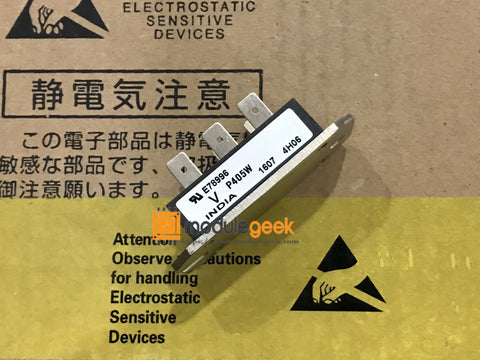 ELECTROSTATIC
SENSITIVE
DEVICES
静電気注意
この電子部品は静電
敏感な部品です。
御注意願います
E78996
V P405W 1607 4H06
INDIA
modulegeek
Attention
Observe
autions
for handling
Electrostatic
Sensitive
Devices